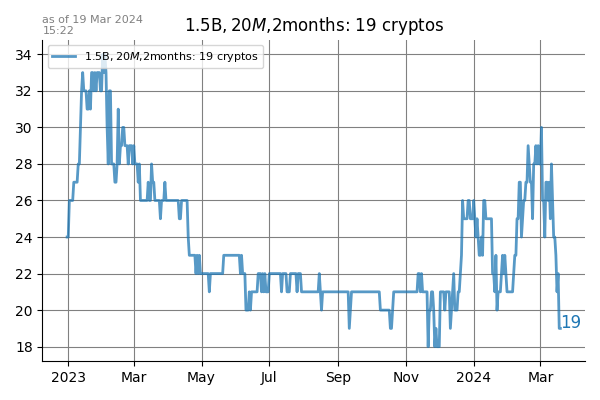 as of 19 Mar 2024
15:22
1.5B, 20M,2months: 19 cryptos
1.5B, 20M,2months: 19 cryptos
34
32
30
28
26
24
22
20
18
19
2023
Mar
May
Jul
Sep
Nov
2024
Mar